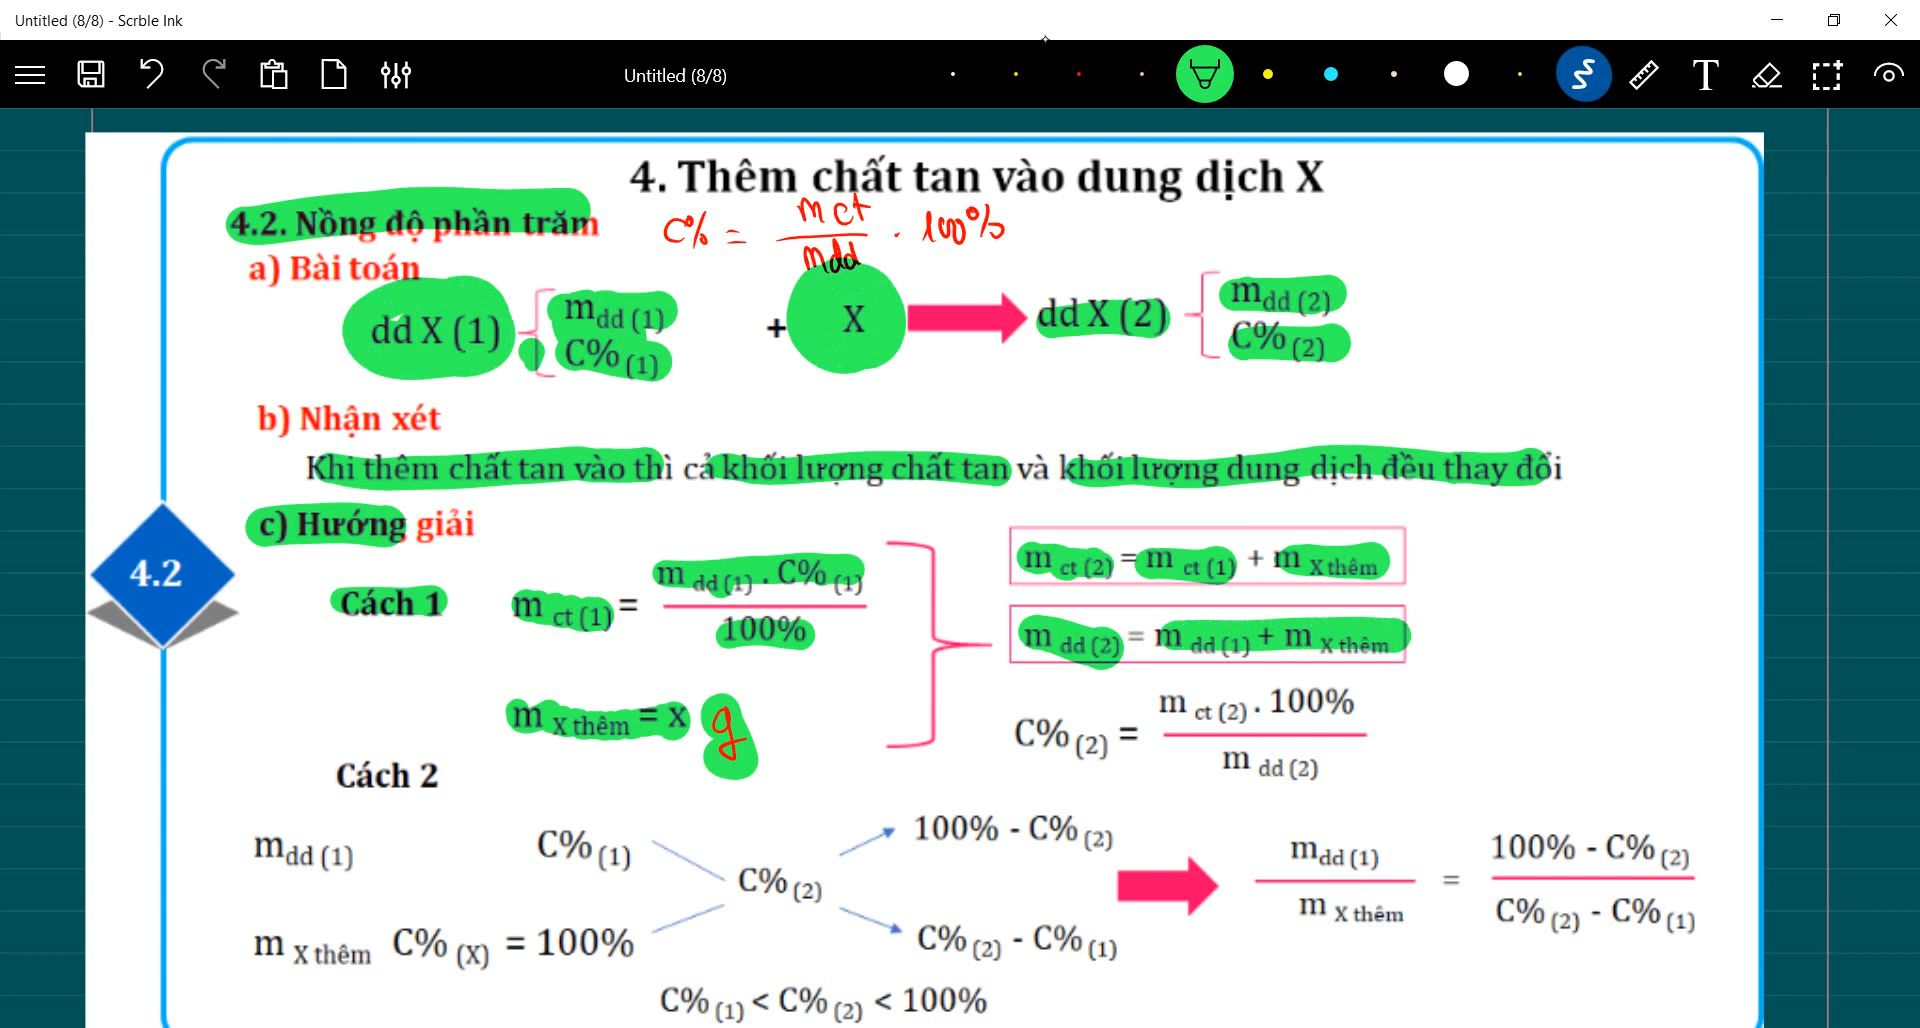 Untitled (8/8) - Scrble Ink
Untitled (8/8)
4. Thêm chất tan vào dung dịch X
4.2. Nồng độ phần trăm
C% = mct / mdd . 100%
a) Bài toán
dd X (1) { mdd (1) C% (1) + X → dd X (2) { mdd (2) C% (2)
b) Nhận xét
Khi thêm chất tan vào thì cả khối lượng chất tan và khối lượng dung dịch đều thay đổi
c) Hướng giải
4.2
Cách 1
m ct (1) = m dd (1) . C% (1) / 100%
m X thêm = x g
m ct (2) = m ct (1) + m X thêm
m dd (2) = m dd (1) + m X thêm
C% (2) = m ct (2) . 100% / m dd (2)
Cách 2
mdd (1) C% (1) 100% - C% (2)
C% (2)
m X thêm C% (X) = 100% C% (2) - C% (1)
mdd (1) / m X thêm = 100% - C% (2) / C% (2) - C% (1)
C% (1) < C% (2) < 100%